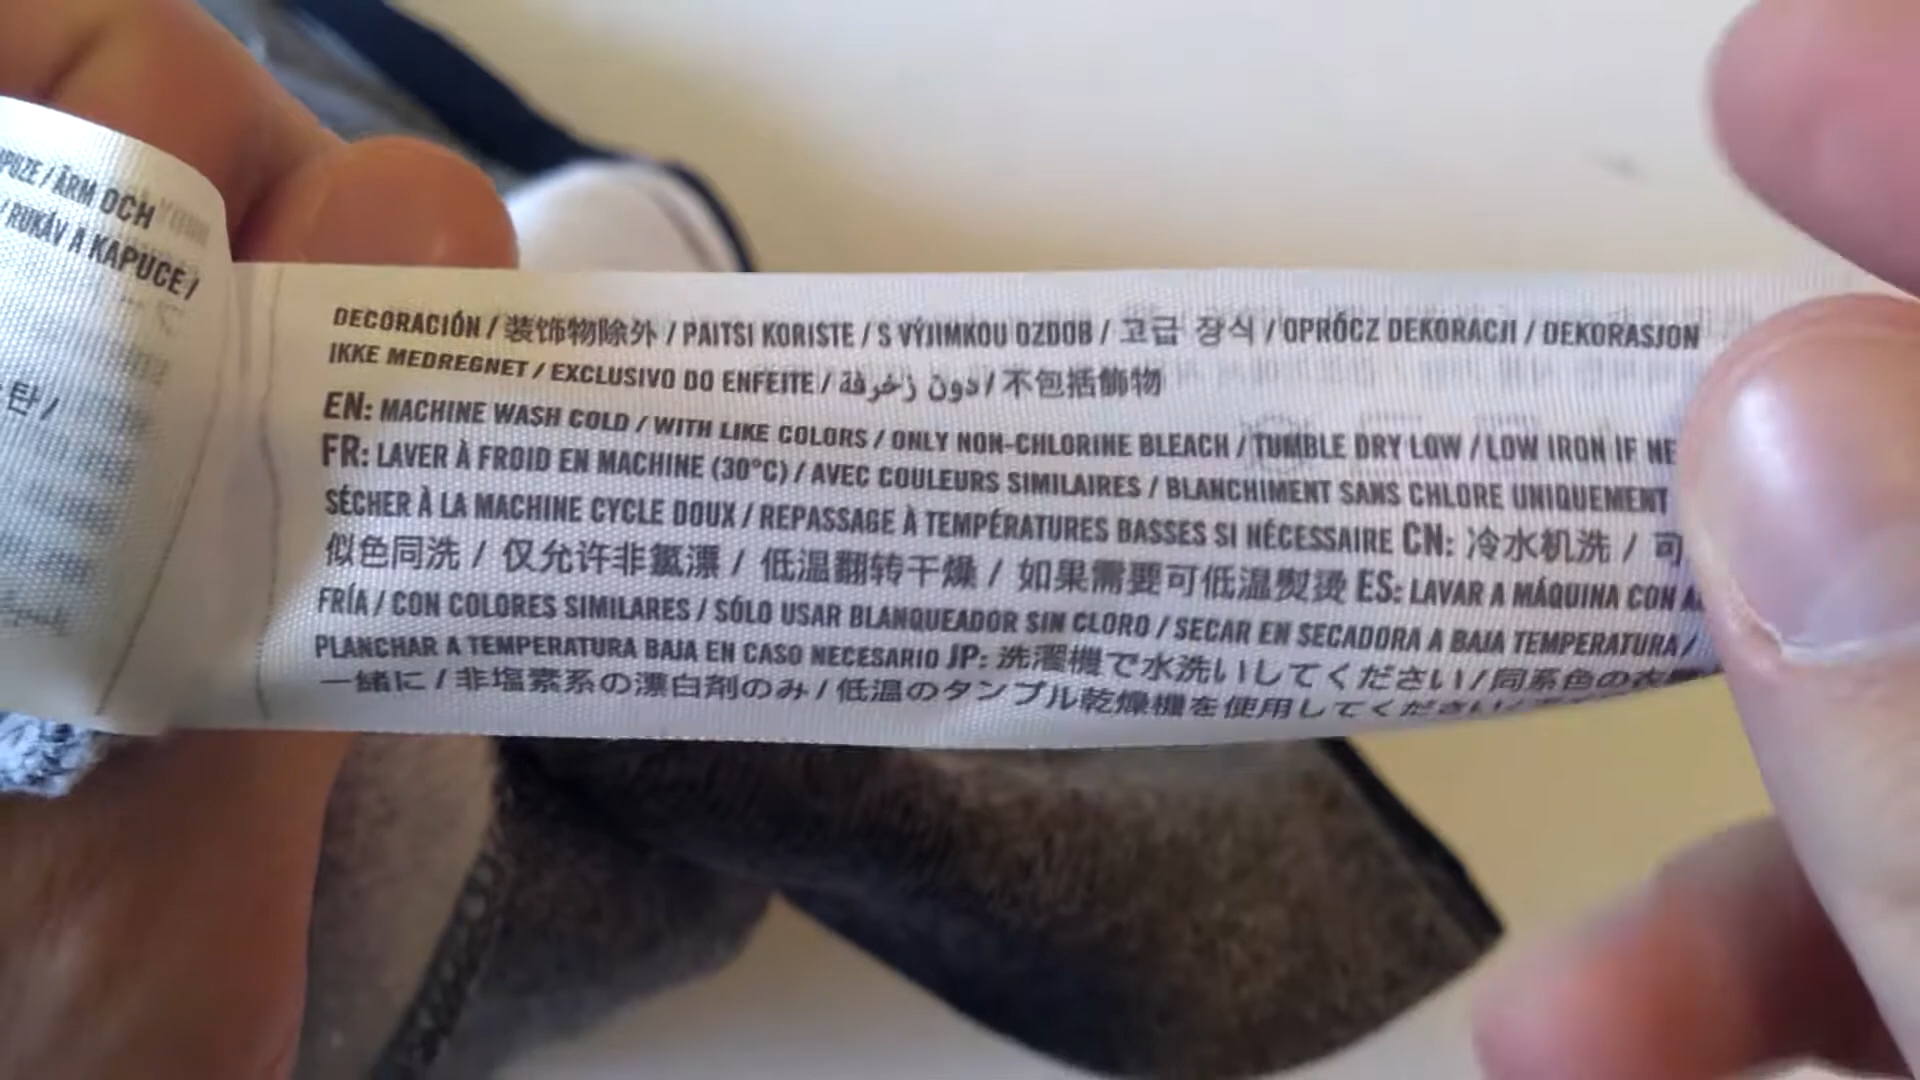 PUZE / ÄRM OCH
/ RUKÁV A KAPUCE /
탄 /
DECORACIÓN / 装饰物除外 / PAITSI KORISTE / S VÝJIMKOU OZDOB / 고급 장식 / OPRÓCZ DEKORACJI / DEKORASJON
IKKE MEDREGNET / EXCLUSIVO DO ENFEITE / دون زخرفة / 不包括飾物
EN: MACHINE WASH COLD / WITH LIKE COLORS / ONLY NON-CHLORINE BLEACH / TUMBLE DRY LOW / LOW IRON IF NE
FR: LAVER À FROID EN MACHINE (30°C) / AVEC COULEURS SIMILAIRES / BLANCHIMENT SANS CHLORE UNIQUEMENT
SÉCHER À LA MACHINE CYCLE DOUX / REPASSAGE À TEMPÉRATURES BASSES SI NÉCESSAIRE CN: 冷水机洗 / 可
似色同洗 / 仅允许非氯漂 / 低温翻转干燥 / 如果需要可低温熨烫 ES: LAVAR A MÁQUINA CON
FRÍA / CON COLORES SIMILARES / SÓLO USAR BLANQUEADOR SIN CLORO / SECAR EN SECADORA A BAJA TEMPERATURA /
PLANCHAR A TEMPERATURA BAJA EN CASO NECESARIO JP: 洗濯機で水洗いしてください / 同系色の衣
一緒に / 非塩素系の漂白剤のみ / 低温のタンブル乾燥機を使用してください /